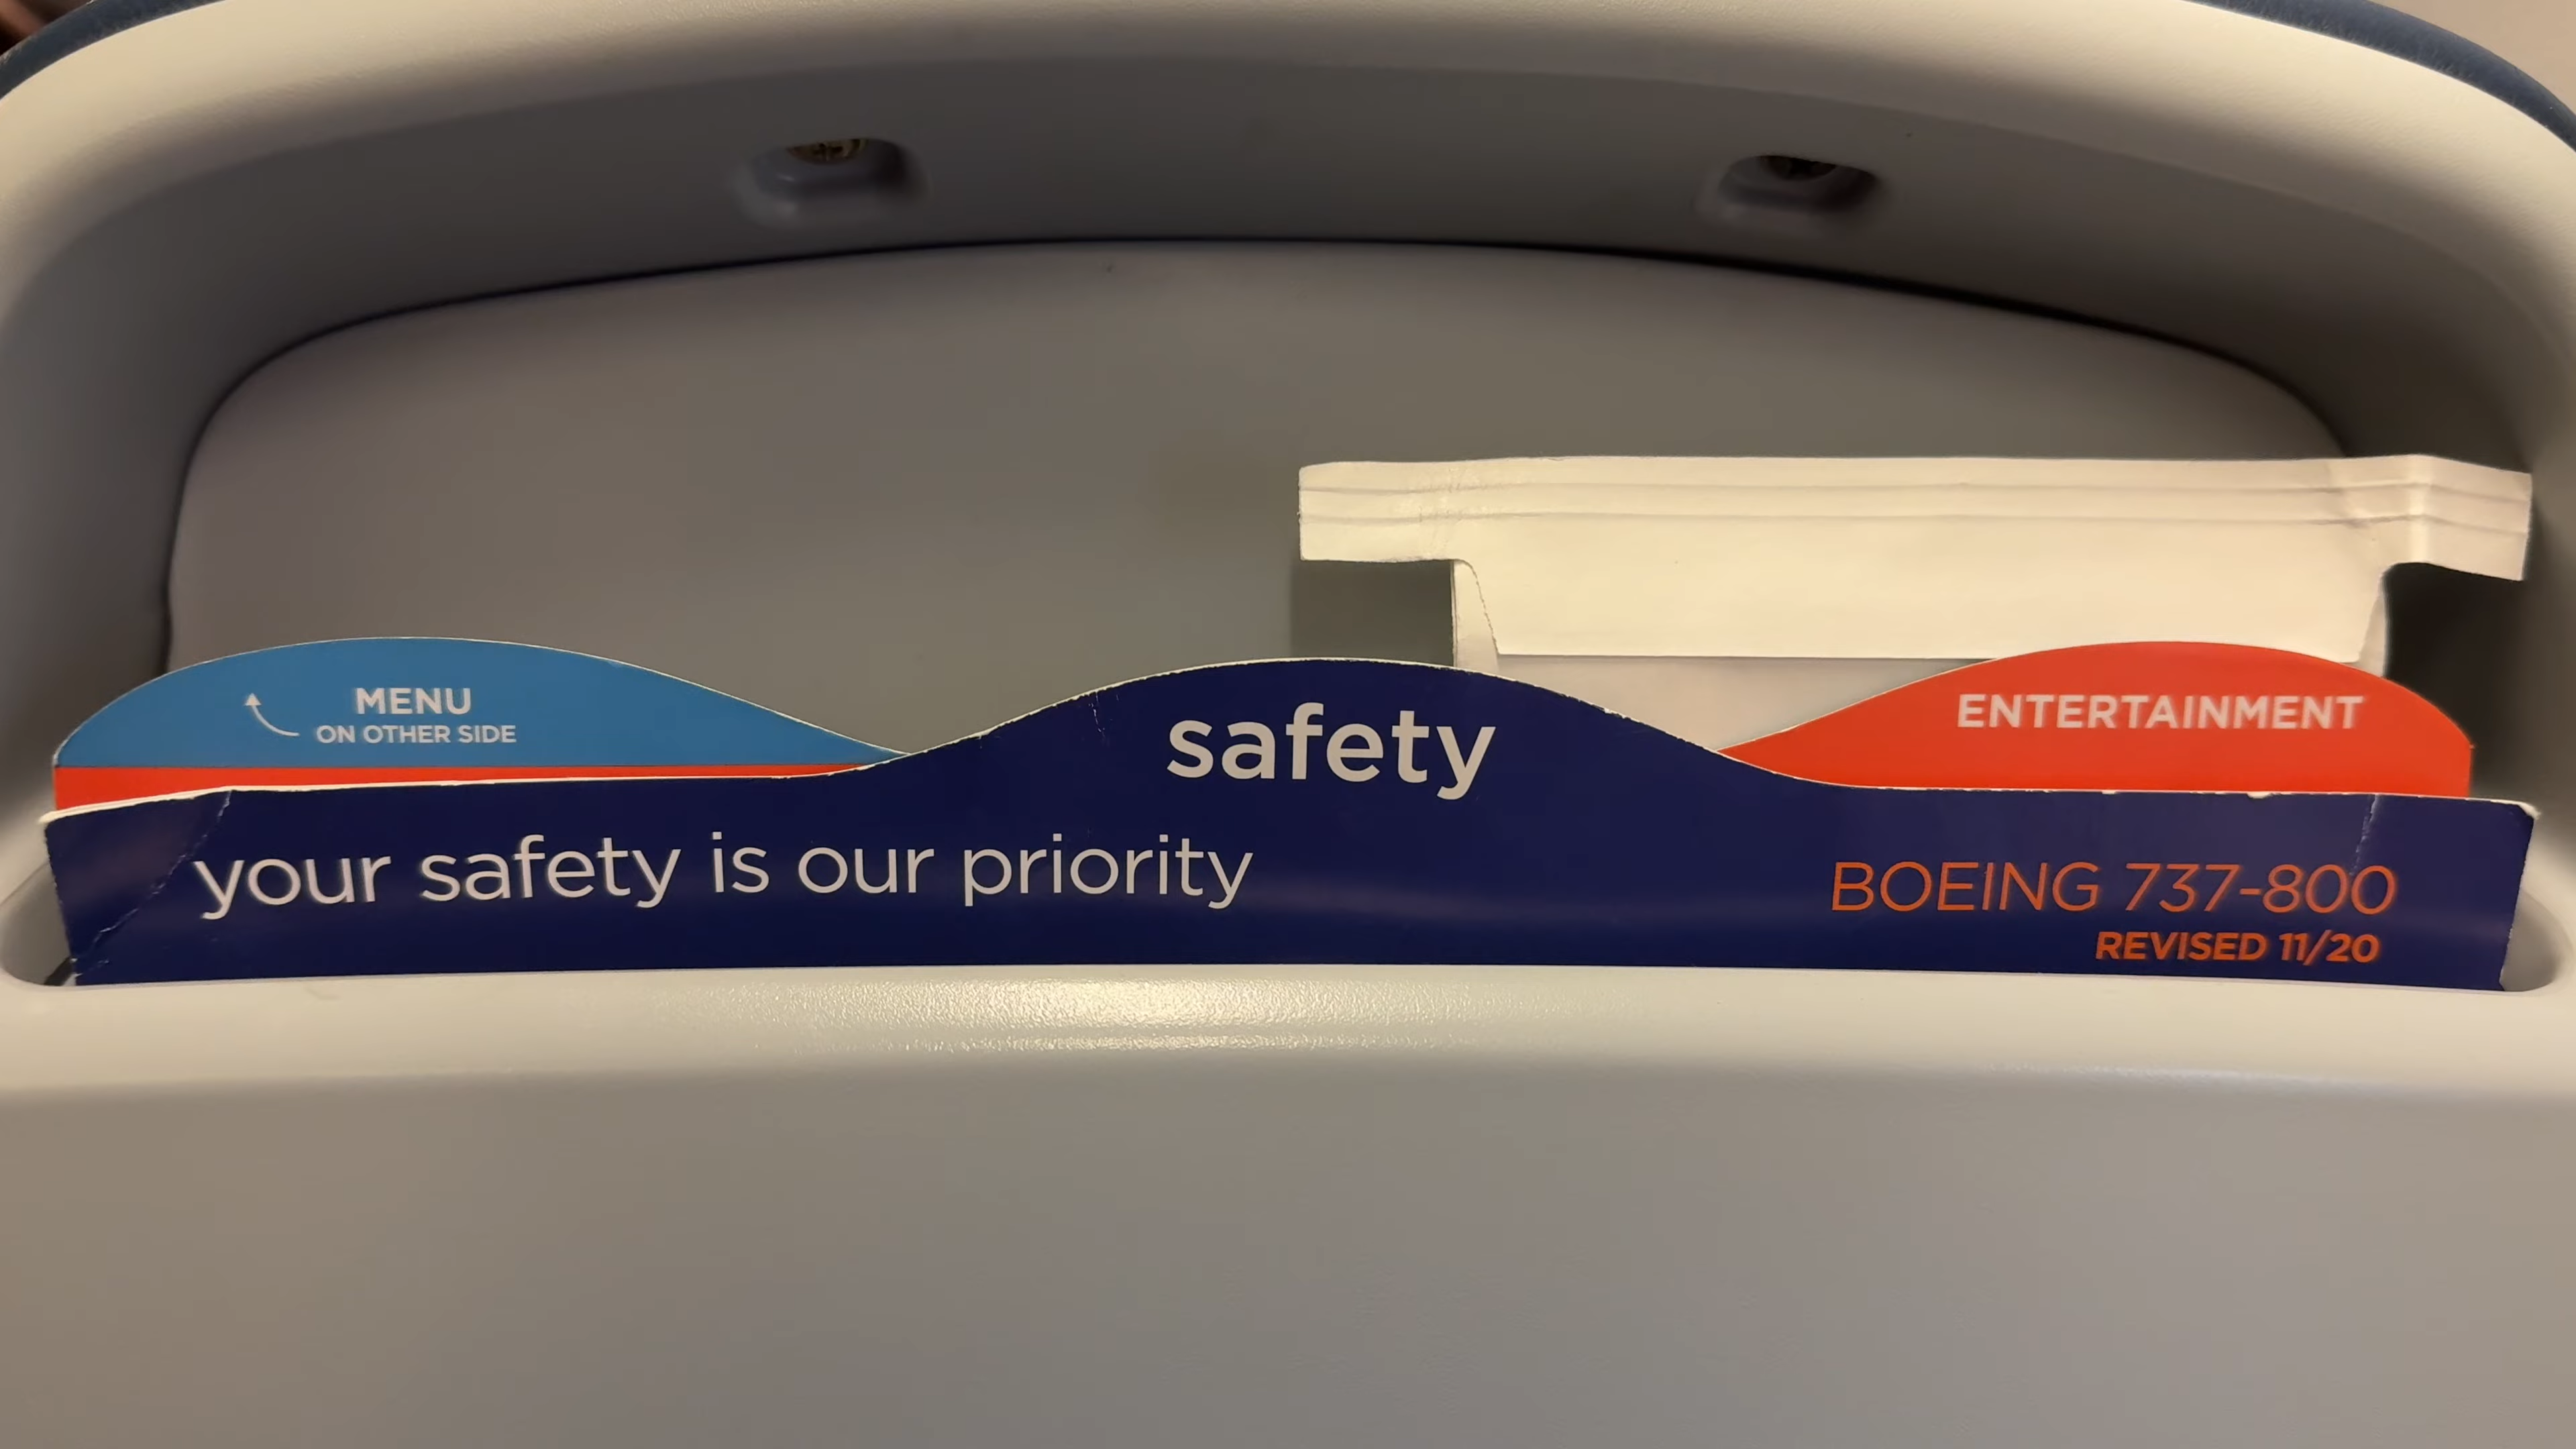 MENU
ON OTHER SIDE
safety
ENTERTAINMENT
your safety is our priority
BOEING 737-800
REVISED 11/20